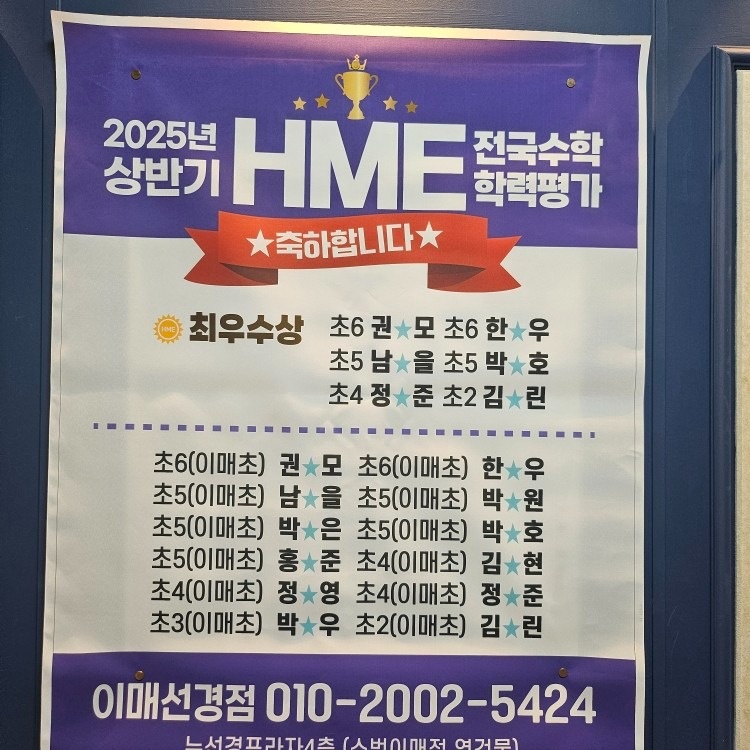 2025년
상반기
HME
전국수학
학력평가
★축하합니다★
HME 최우수상 초6 권★모 초6 한★우
초5 남★을 초5 박★호
초4 정★준 초2 김★린
초6(이매초) 권★모 초6(이매초) 한★우
초5(이매초) 남★을 초5(이매초) 박★원
초5(이매초) 박★은 초5(이매초) 박★호
초5(이매초) 홍★준 초4(이매초) 김★현
초4(이매초) 정★영 초4(이매초) 정★준
초3(이매초) 박★우 초2(이매초) 김★린
이매선경점 010-2002-5424